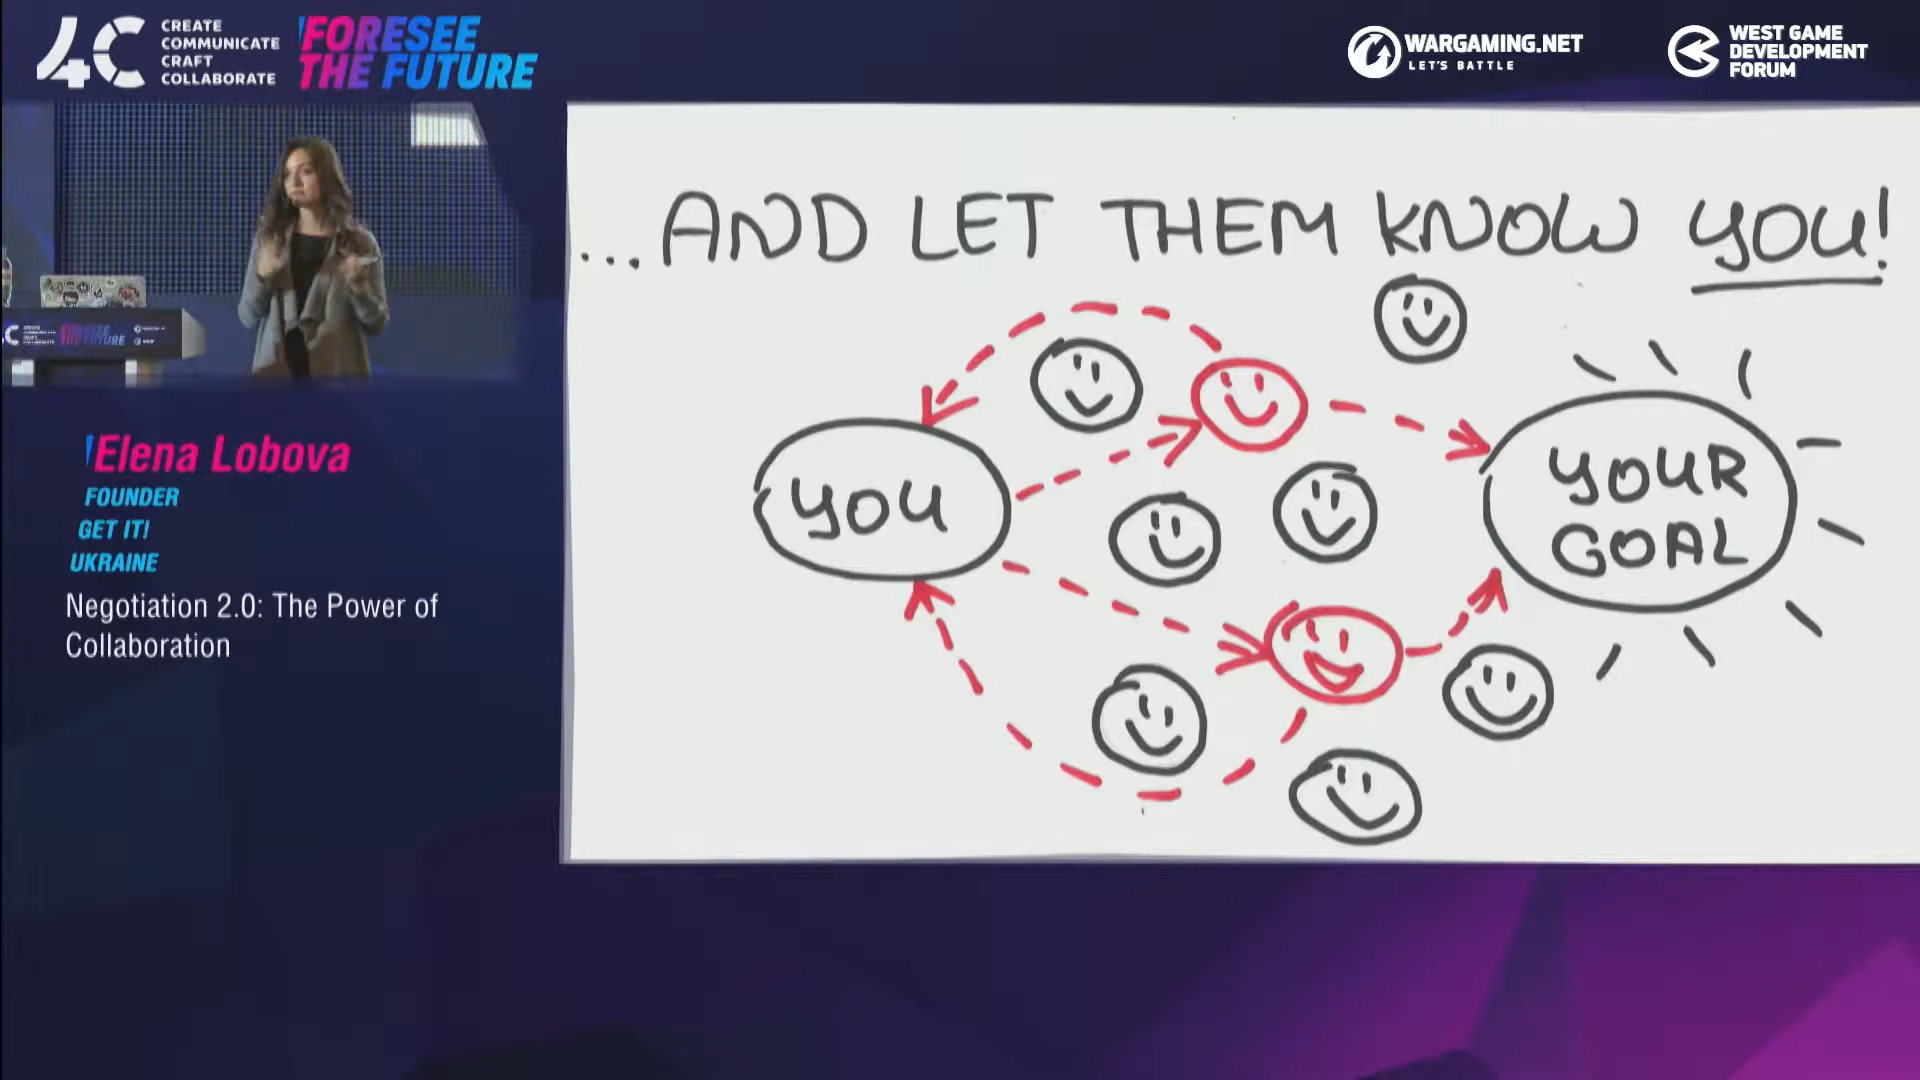 4C
CREATE
COMMUNICATE
CRAFT
COLLABORATE
FORESEE
THE FUTURE
WARGAMING.NET
LET'S BATTLE
WEST GAME
DEVELOPMENT
FORUM
Elena Lobova
FOUNDER
GET IT!
UKRAINE
Negotiation 2.0: The Power of
Collaboration
...AND LET THEM KNOW YOU!
YOU
YOUR
GOAL